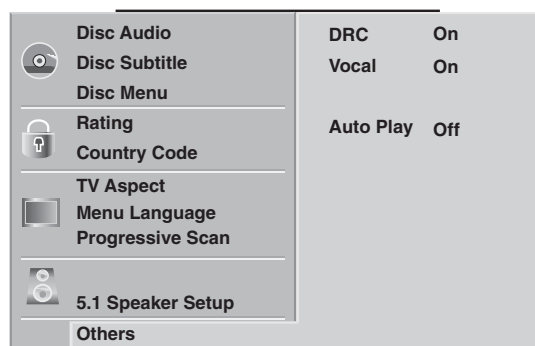 Disc Audio
Disc Subtitle
Disc Menu
Rating
Country Code
TV Aspect
Menu Language
Progressive Scan
5.1 Speaker Setup
Others
DRC On
Vocal On
Auto Play Off